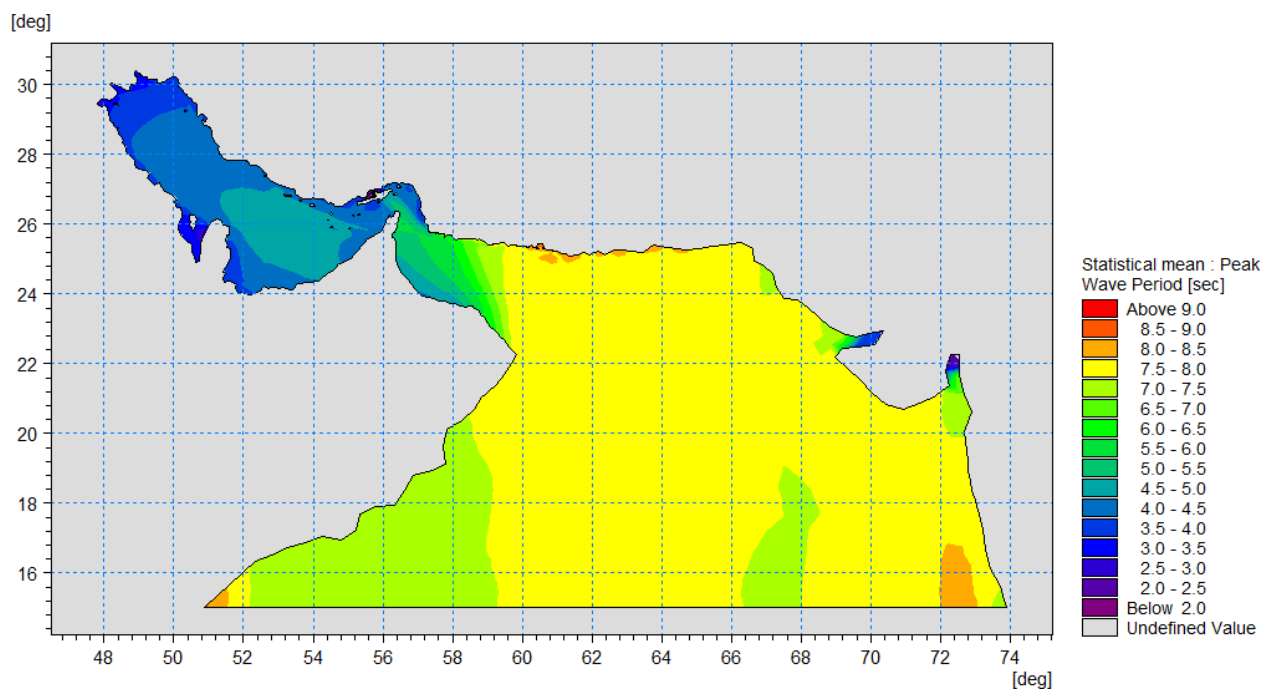 [deg]
30
28
26
24
22
20
18
16
48 50 52 54 56 58 60 62 64 66 68 70 72 74
[deg]
Statistical mean : Peak
Wave Period [sec]
Above 9.0
8.5 - 9.0
8.0 - 8.5
7.5 - 8.0
7.0 - 7.5
6.5 - 7.0
6.0 - 6.5
5.5 - 6.0
5.0 - 5.5
4.5 - 5.0
4.0 - 4.5
3.5 - 4.0
3.0 - 3.5
2.5 - 3.0
2.0 - 2.5
Below 2.0
Undefined Value